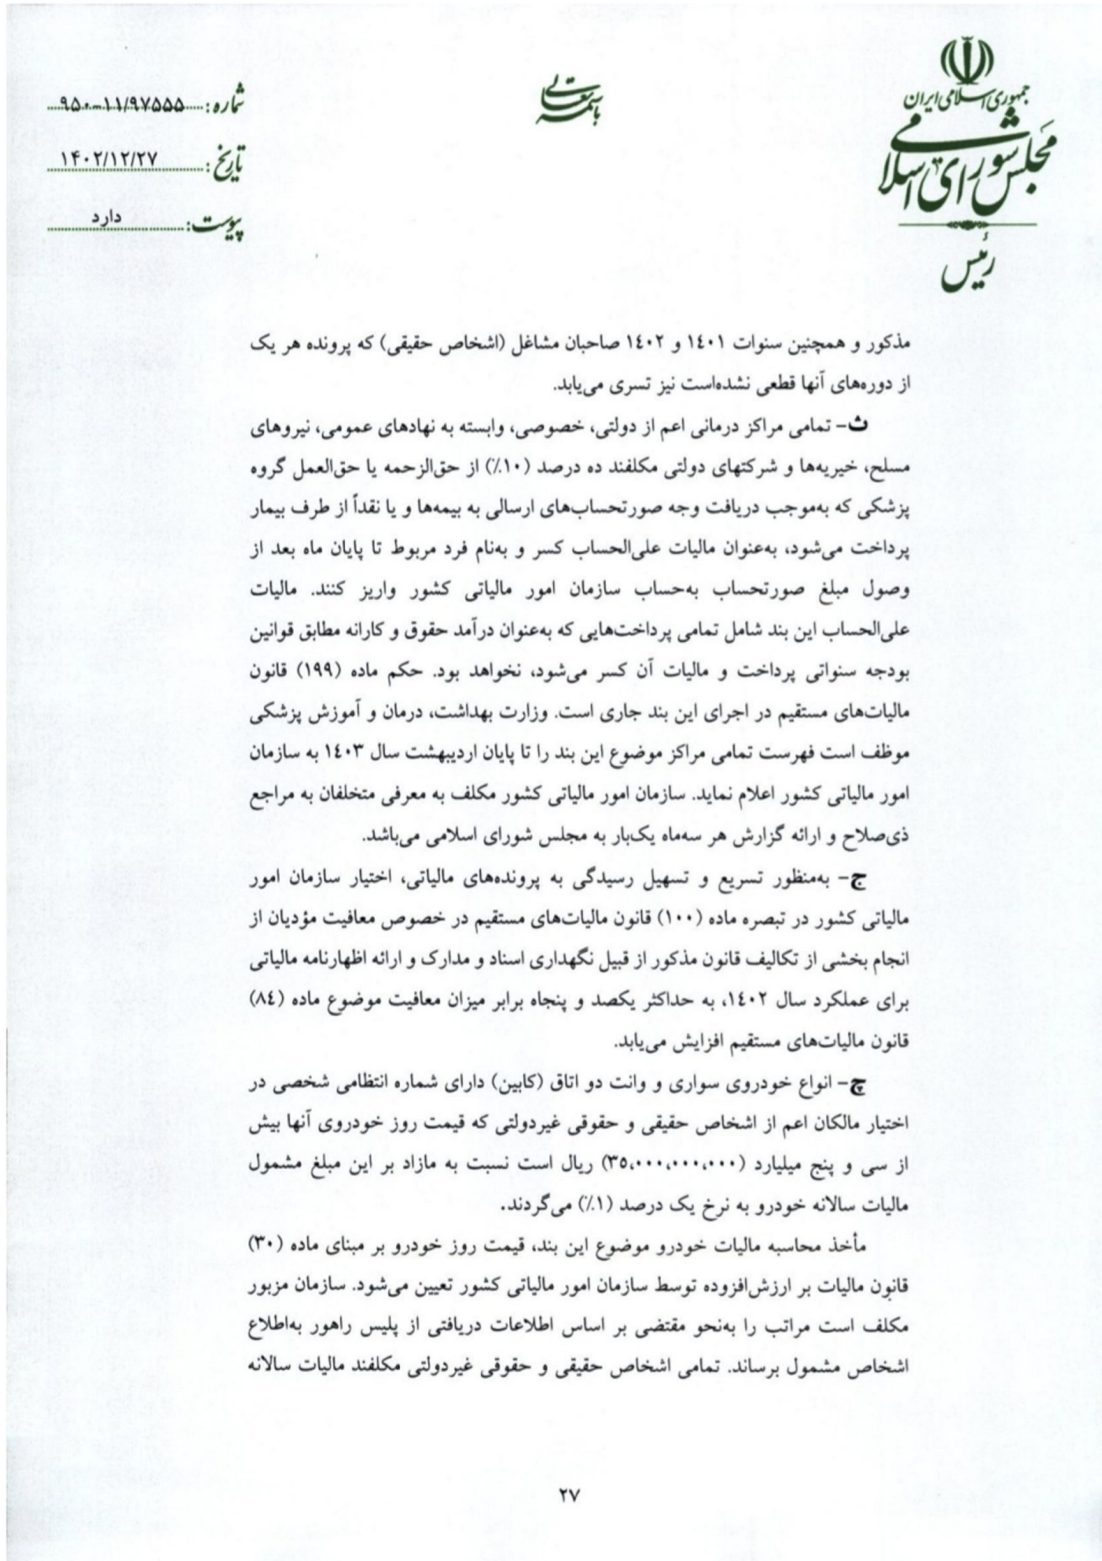 جمهوری اسلامی ایران
مجلس شورای اسلامی
رئیس
باسمه تعالی
شماره: ۹۵۰-۱۱/۹۷۵۵۵
تاریخ: ۱۴۰۲/۱۲/۲۷
پیوست: دارد
مذکور و همچنین سنوات ۱٤۰۱ و ۱٤۰۲ صاحبان مشاغل (اشخاص حقیقی) که پرونده هر یک
از دوره‌های آنها قطعی نشده‌است نیز تسری می‌یابد.
ث- تمامی مراکز درمانی اعم از دولتی، خصوصی، وابسته به نهادهای عمومی، نیروهای
مسلح، خیریه‌ها و شرکتهای دولتی مکلفند ده درصد (۱۰٪) از حق‌الزحمه یا حق‌العمل گروه
پزشکی که به‌موجب دریافت وجه صورتحساب‌های ارسالی به بیمه‌ها و یا نقداً از طرف بیمار
پرداخت می‌شود، به‌عنوان مالیات علی‌الحساب کسر و به‌نام فرد مربوط تا پایان ماه بعد از
وصول مبلغ صورتحساب به‌حساب سازمان امور مالیاتی کشور واریز کنند. مالیات
علی‌الحساب این بند شامل تمامی پرداخت‌هایی که به‌عنوان درآمد حقوق و کارانه مطابق قوانین
بودجه سنواتی پرداخت و مالیات آن کسر می‌شود، نخواهد بود. حکم ماده (۱۹۹) قانون
مالیات‌های مستقیم در اجرای این بند جاری است. وزارت بهداشت، درمان و آموزش پزشکی
موظف است فهرست تمامی مراکز موضوع این بند را تا پایان اردیبهشت سال ۱٤۰۳ به سازمان
امور مالیاتی کشور اعلام نماید. سازمان امور مالیاتی کشور مکلف به معرفی متخلفان به مراجع
ذی‌صلاح و ارائه گزارش هر سه‌ماه یک‌بار به مجلس شورای اسلامی می‌باشد.
ج- به‌منظور تسریع و تسهیل رسیدگی به پرونده‌های مالیاتی، اختیار سازمان امور
مالیاتی کشور در تبصره ماده (۱۰۰) قانون مالیات‌های مستقیم در خصوص معافیت مؤدیان از
انجام بخشی از تکالیف قانون مذکور از قبیل نگهداری اسناد و مدارک و ارائه اظهارنامه مالیاتی
برای عملکرد سال ۱٤۰۲، به حداکثر یکصد و پنجاه برابر میزان معافیت موضوع ماده (۸٤)
قانون مالیات‌های مستقیم افزایش می‌یابد.
چ- انواع خودروی سواری و وانت دو اتاق (کابین) دارای شماره انتظامی شخصی در
اختیار مالکان اعم از اشخاص حقیقی و حقوقی غیردولتی که قیمت روز خودروی آنها بیش
از سی و پنج میلیارد (۳۵،۰۰۰،۰۰۰،۰۰۰) ریال است نسبت به مازاد بر این مبلغ مشمول
مالیات سالانه خودرو به نرخ یک درصد (۱٪) می‌گردند.
مأخذ محاسبه مالیات خودرو موضوع این بند، قیمت روز خودرو بر مبنای ماده (۳۰)
قانون مالیات بر ارزش‌افزوده توسط سازمان امور مالیاتی کشور تعیین می‌شود. سازمان مزبور
مکلف است مراتب را به‌نحو مقتضی بر اساس اطلاعات دریافتی از پلیس راهور به‌اطلاع
اشخاص مشمول برساند. تمامی اشخاص حقیقی و حقوقی غیردولتی مکلفند مالیات سالانه
۲۷